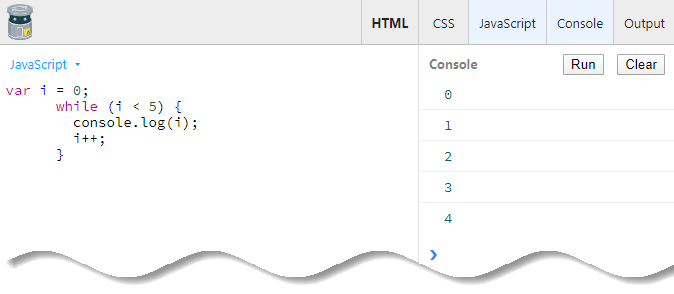 HTML CSS JavaScript Console Output
JavaScript
var i = 0;
while (i < 5) {
console.log(i);
i++;
}
Console Run Clear
0
1
2
3
4
❯